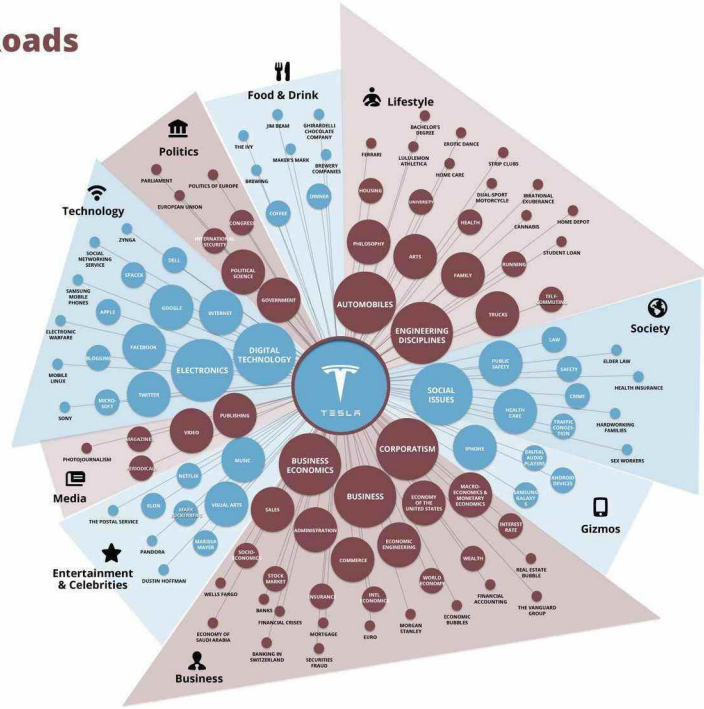 oads
Food & Drink
JIM BEAM
GHIRARDELLI
CHOCOLATE
COMPANY
THE IVY
MAKER'S MARK
BREWERY
COMPANIES
BREWING
DINNER
COFFEE
Lifestyle
BACHELOR'S
DEGREE
EROTIC DANCE
FERRARI
LULULEMON
ATHLETICA
HOME CARE
STRIP CLUBS
HOUSING
UNIVERSITY
DUAL-SPORT
MOTORCYCLE
IRRATIONAL
EXUBERANCE
HEALTH
CANNABIS
HOME DEPOT
PHILOSOPHY
ARTS
STUDENT LOAN
FAMILY
RUNNING
TELE-
COMMUTING
AUTOMOBILES
TRUCKS
ENGINEERING
DISCIPLINES
Politics
PARLIAMENT
POLITICS OF EUROPE
EUROPEAN UNION
CONGRESS
INTERNATIONAL
SECURITY
POLITICAL
SCIENCE
GOVERNMENT
Technology
ZYNGA
SOCIAL
NETWORKING
SERVICE
DELL
SPACEX
SAMSUNG
MOBILE
PHONES
GOOGLE
INTERNET
APPLE
ELECTRONIC
WARFARE
FACEBOOK
DIGITAL
TECHNOLOGY
BLOGGING
MOBILE
LINUX
ELECTRONICS
TWITTER
MICRO-
SOFT
SONY
TESLA
Society
LAW
ELDER LAW
PUBLIC
SAFETY
SAFETY
HEALTH INSURANCE
SOCIAL
ISSUES
CRIME
HEALTH
CARE
HARDWORKING
FAMILIES
TRAFFIC
CONGES-
TION
SEX WORKERS
IPHONE
DIGITAL
AUDIO
PLAYERS
ANDROID
DEVICES
SAMSUNG
GALAXY
S
Gizmos
PUBLISHING
VIDEO
MAGAZINES
PHOTOJOURNALISM
PERIODICAL
Media
MUSIC
NETFLIX
VISUAL ARTS
ELON
MARK
ZUCKERBERG
THE POSTAL SERVICE
MARISSA
MAYER
PANDORA
DUSTIN HOFFMAN
Entertainment
& Celebrities
CORPORATISM
BUSINESS
ECONOMICS
BUSINESS
MACRO-
ECONOMICS &
MONETARY
ECONOMICS
ECONOMY
OF THE
UNITED STATES
SALES
ADMINISTRATION
ECONOMIC
ENGINEERING
INTEREST
RATE
SOCIO-
ECONOMICS
COMMERCE
WEALTH
REAL ESTATE
BUBBLE
STOCK
MARKET
WORLD
ECONOMY
WELLS FARGO
INSURANCE
INTL
ECONOMICS
FINANCIAL
ACCOUNTING
THE VANGUARD
GROUP
BANKS
FINANCIAL CRISES
MORTGAGE
EURO
MORGAN
STANLEY
ECONOMIC
BUBBLES
ECONOMY OF
SAUDI ARABIA
BANKING IN
SWITZERLAND
SECURITIES
FRAUD
Business